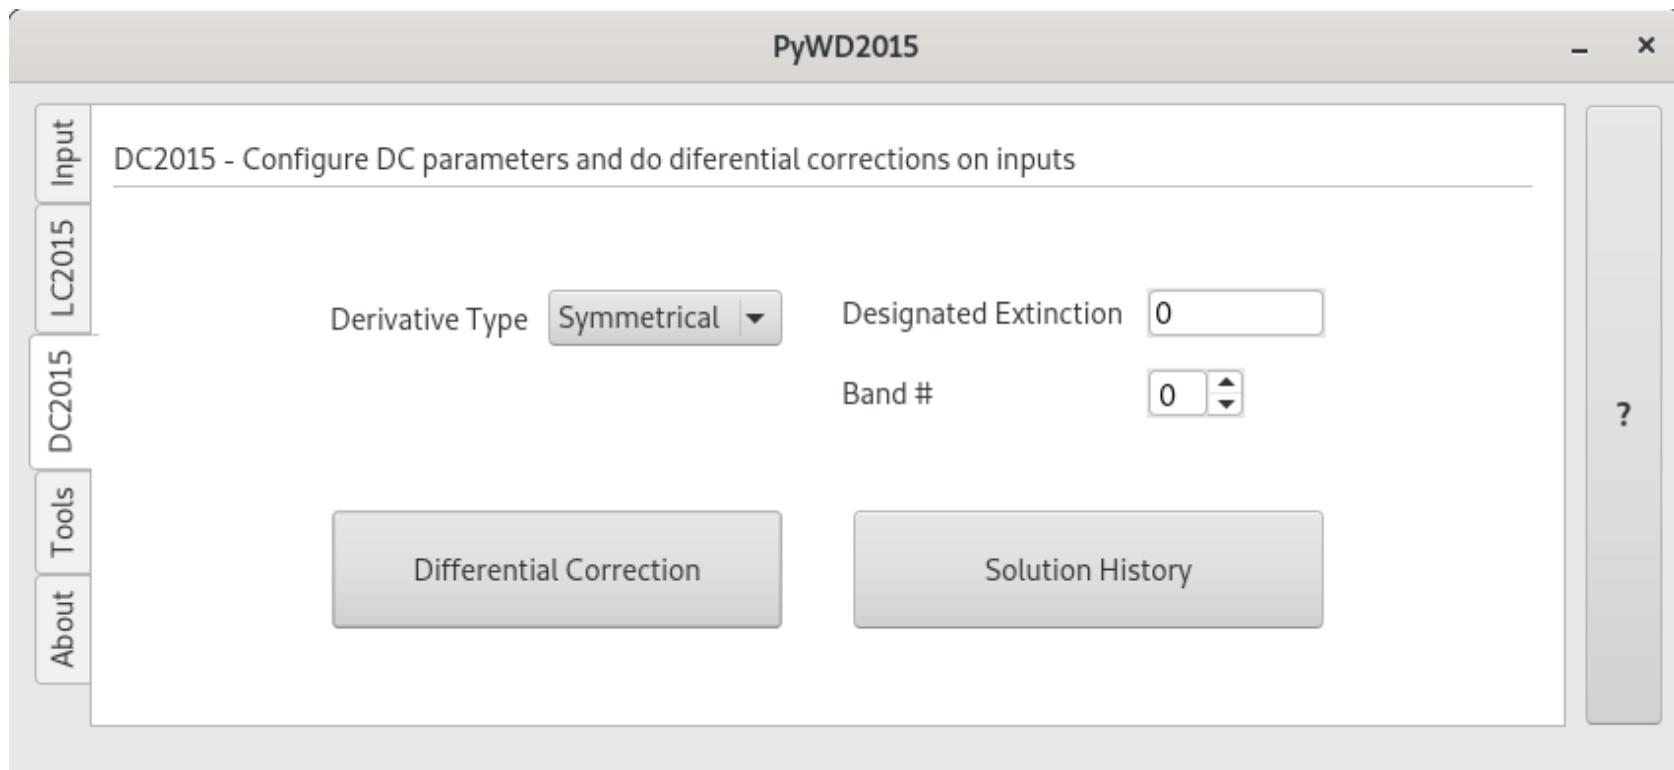 PyWD2015
Input
LC2015
DC2015
Tools
About
DC2015 - Configure DC parameters and do diferential corrections on inputs
Derivative Type Symmetrical
Designated Extinction 0
Band # 0
Differential Correction
Solution History
?